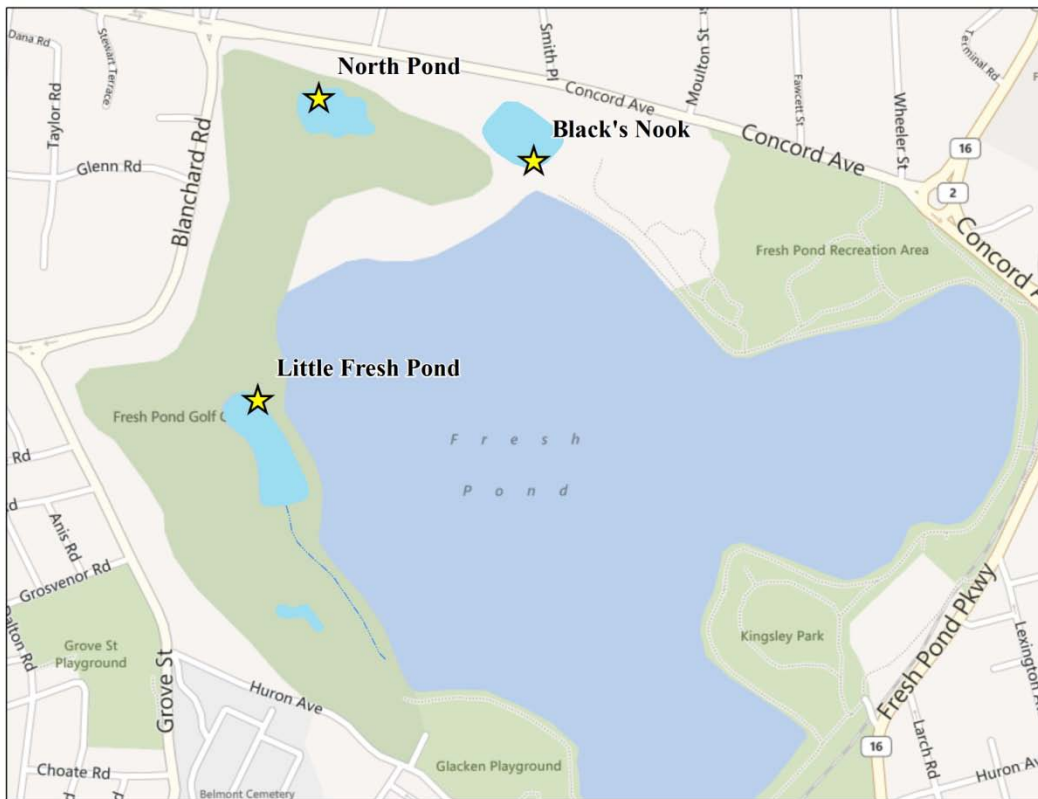 Dana Rd
Stewart Terrace
Taylor Rd
Glenn Rd
Blanchard Rd
North Pond
Smith Pl
Concord Ave
Moulton St
Black's Nook
Fawcett St
Concord Ave
Wheeler St
Terminal Rd
16
2
Concord A
Fresh Pond Recreation Area
Little Fresh Pond
Fresh Pond Golf C
Fresh
Pond
Rd
Anis Rd
Grosvenor Rd
Dalton Rd
Grove St
Playground
Grove St
Huron Ave
Choate Rd
Belmont Cemetery
Glacken Playground
Kingsley Park
Fresh Pond Pkwy
Lexington A
16
Larch Rd
Huron Ave